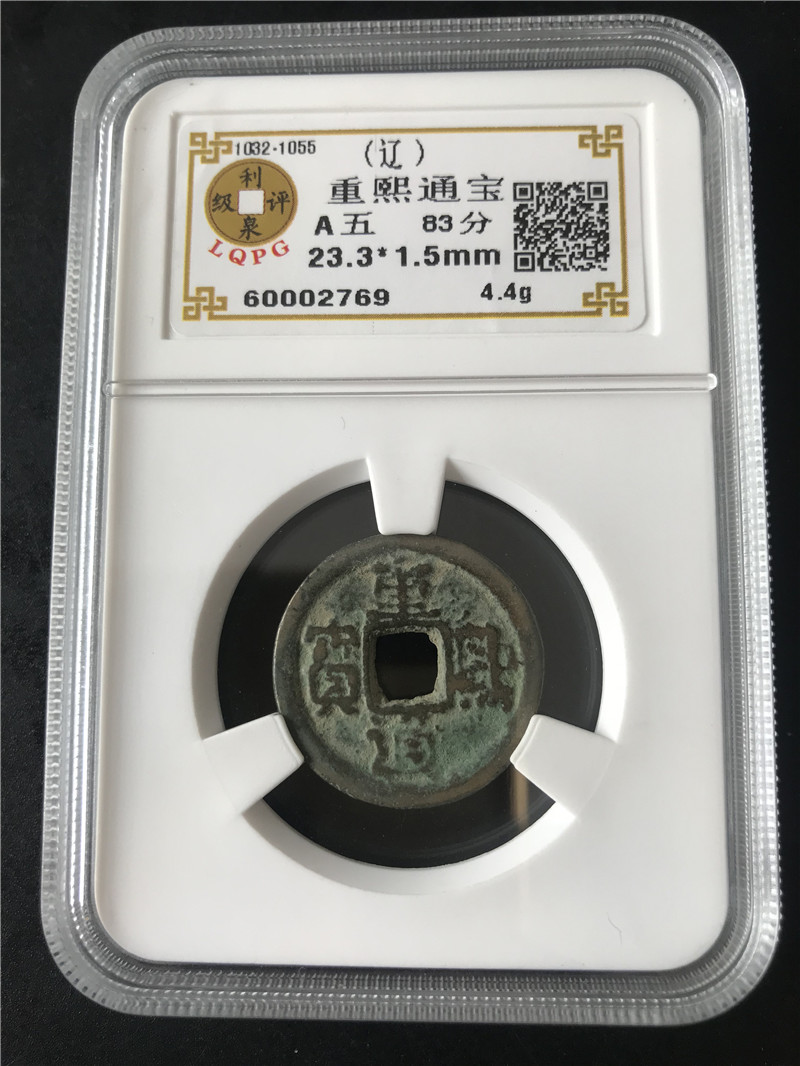 1032-1055 (辽)
利泉评级
LQPG
重熙通宝
A五 83分
23.3*1.5mm
60002769 4.4g
重熙通寳